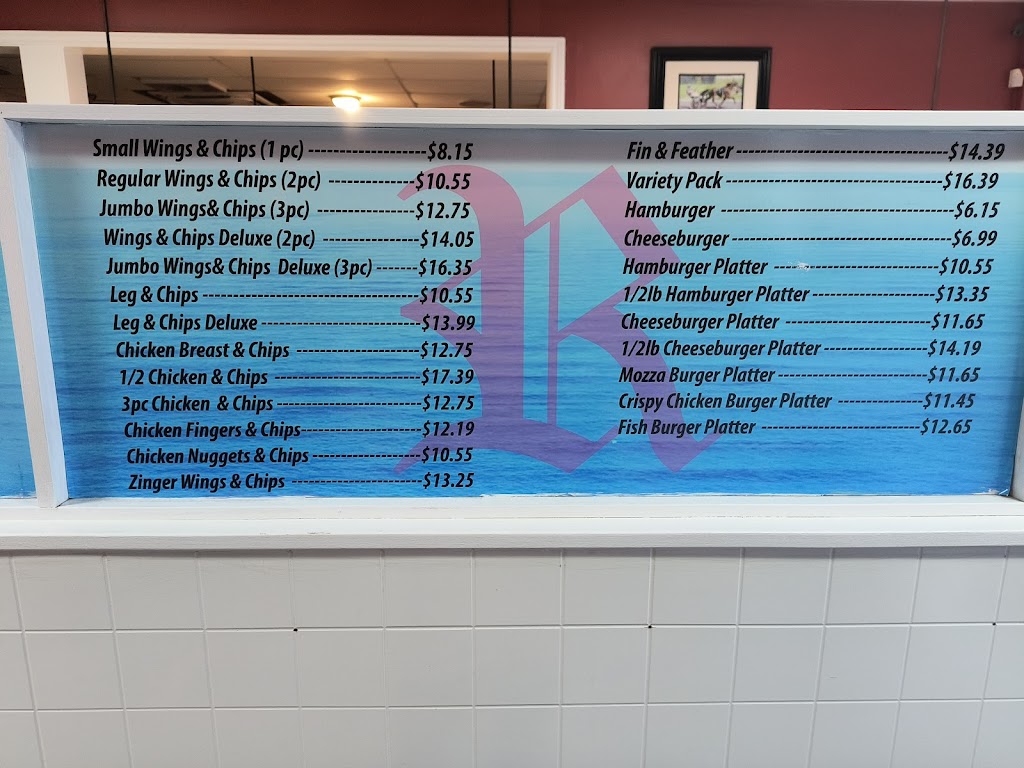 Small Wings & Chips (1 pc) ---------------------$8.15
Regular Wings & Chips (2pc) ---------------$10.55
Jumbo Wings& Chips (3pc) -----------------$12.75
Wings & Chips Deluxe (2pc) -----------------$14.05
Jumbo Wings& Chips Deluxe (3pc) -------$16.35
Leg & Chips --------------------------------------$10.55
Leg & Chips Deluxe----------------------------$13.99
Chicken Breast & Chips ----------------------$12.75
1/2 Chicken & Chips --------------------------$17.39
3pc Chicken & Chips --------------------------$12.75
Chicken Fingers & Chips---------------------$12.19
Chicken Nuggets & Chips-------------------$10.55
Zinger Wings & Chips -----------------------$13.25
Fin & Feather-------------------------------------$14.39
Variety Pack--------------------------------------$16.39
Hamburger -----------------------------------------$6.15
Cheeseburger---------------------------------------$6.99
Hamburger Platter ------------------------------$10.55
1/2lb Hamburger Platter----------------------$13.35
Cheeseburger Platter --------------------------$11.65
1/2lb Cheeseburger Platter-------------------$14.19
Mozza Burger Platter ---------------------------$11.65
Crispy Chicken Burger Platter ---------------$11.45
Fish Burger Platter ----------------------------$12.65
B